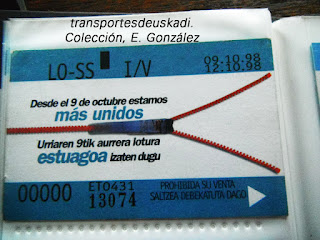 transportesdeuskadi.
Colección, E. González
LO-SS I/V
09.10.98
12.10.98
Desde el 9 de octubre estamos
más unidos
Urriaren 9tik aurrera lotura
estuagoa izaten dugu
00000 ET0431
13074
PROHIBIDA SU VENTA
SALTZEA DEBEKATUTA DAGO